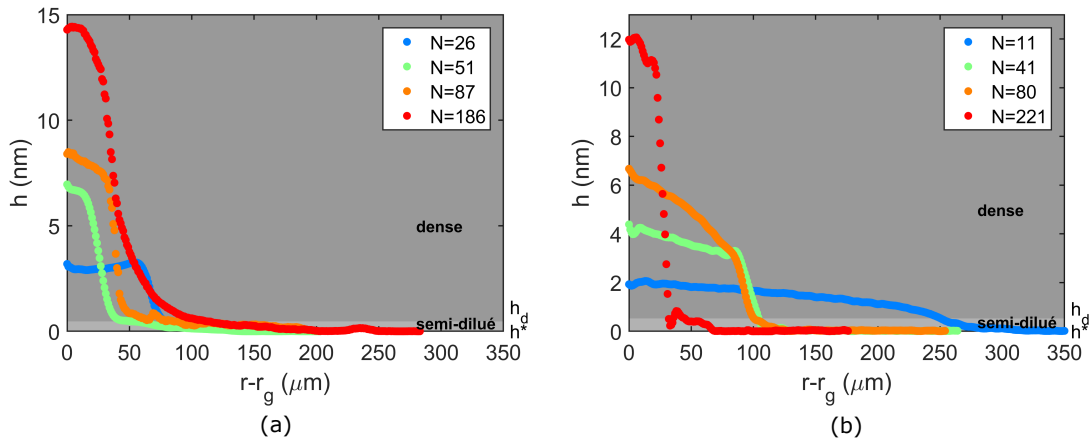 15
10
5
0
h (nm)
N=26
N=51
N=87
N=186
dense
h_d
semi-dilué
h*
0 50 100 150 200 250 300 350
r-r_g (μm)
(a)
12
10
8
6
4
2
0
h (nm)
N=11
N=41
N=80
N=221
dense
h_d
semi-dilué
h*
0 50 100 150 200 250 300 350
r-r_g (μm)
(b)